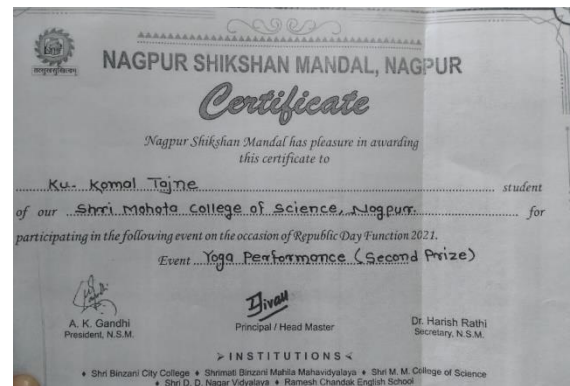 NAGPUR SHIKSHAN MANDAL, NAGPUR
Certificate
Nagpur Shikshan Mandal has pleasure in awarding
this certificate to
Ku. Komal Tajne student
of our Shri Mohota College of Science, Nagpur. for
participating in the following event on the occasion of Republic Day Function 2021.
Event Yoga Performance (Second Prize)
A. K. Gandhi
President, N.S.M.
Principal / Head Master
Dr. Harish Rathi
Secretary, N.S.M.
INSTITUTIONS
Shri Binzani City College Shrimati Binzani Mahila Mahavidyalaya Shri M. M. College of Science
Shri D. D. Nagar Vidyalaya Ramesh Chandak English School